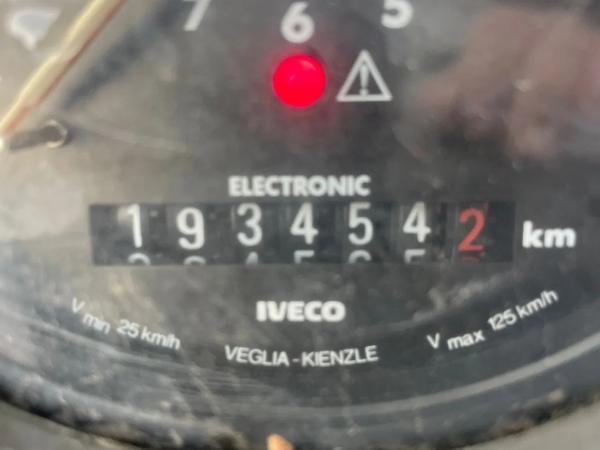 7 6 5
ELECTRONIC
1934542 km
IVECO
V min 25 km/h
VEGLIA - KIENZLE
V max 125 km/h